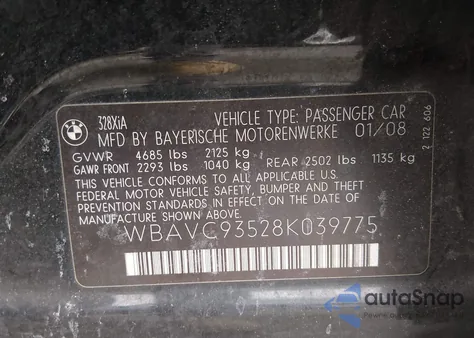 BMW
328XiA
VEHICLE TYPE: PASSENGER CAR
MFD BY BAYERISCHE MOTORENWERKE 01/08
GVWR 4685 lbs 2125 kg
GAWR FRONT 2293 lbs 1040 kg REAR 2502 lbs 1135 kg
THIS VEHICLE CONFORMS TO ALL APPLICABLE U.S.
FEDERAL MOTOR VEHICLE SAFETY, BUMPER AND THEFT
PREVENTION STANDARDS IN EFFECT ON THE DATE OF
MANUFACTURE SHOWN ABOVE.
WBAVC93528K039775
2 122 606
autoSnap